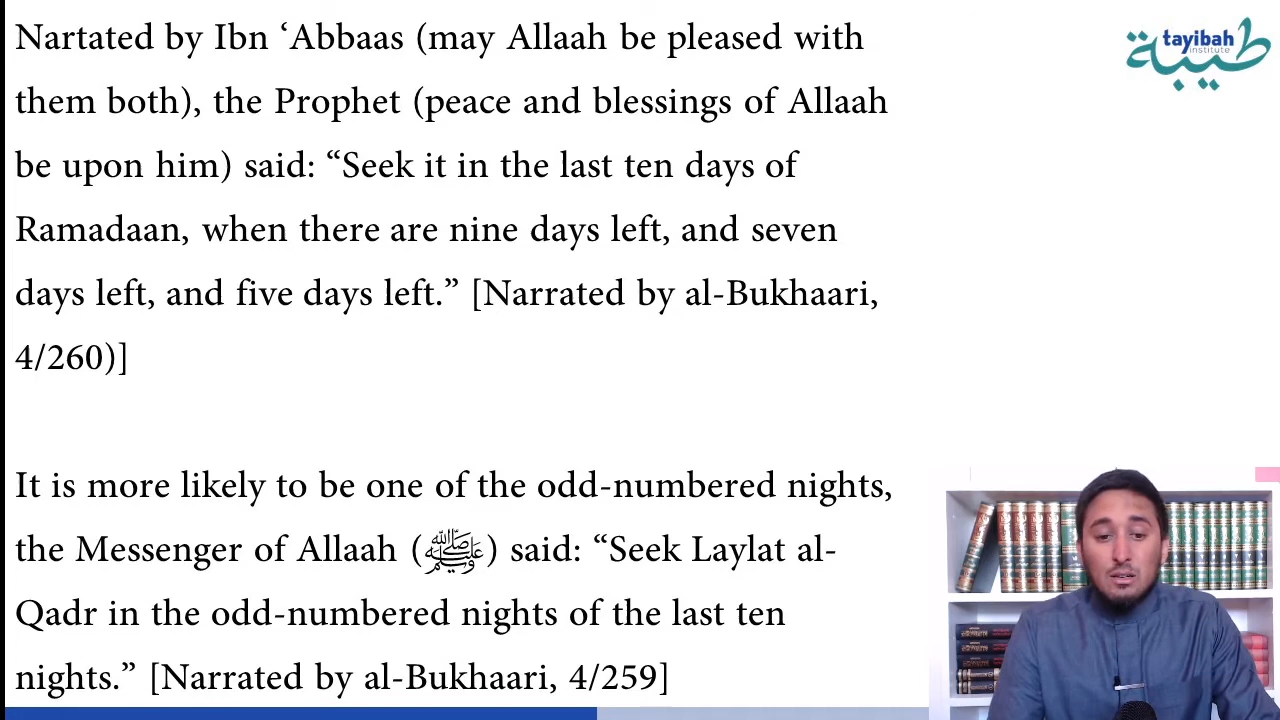 Nartated by Ibn ‘Abbaas (may Allaah be pleased with
them both), the Prophet (peace and blessings of Allaah
be upon him) said: “Seek it in the last ten days of
Ramadaan, when there are nine days left, and seven
days left, and five days left.” [Narrated by al-Bukhaari,
4/260)]
It is more likely to be one of the odd-numbered nights,
the Messenger of Allaah (ﷺ) said: “Seek Laylat al-
Qadr in the odd-numbered nights of the last ten
nights.” [Narrated by al-Bukhaari, 4/259]
tayibah
institute
طيبة